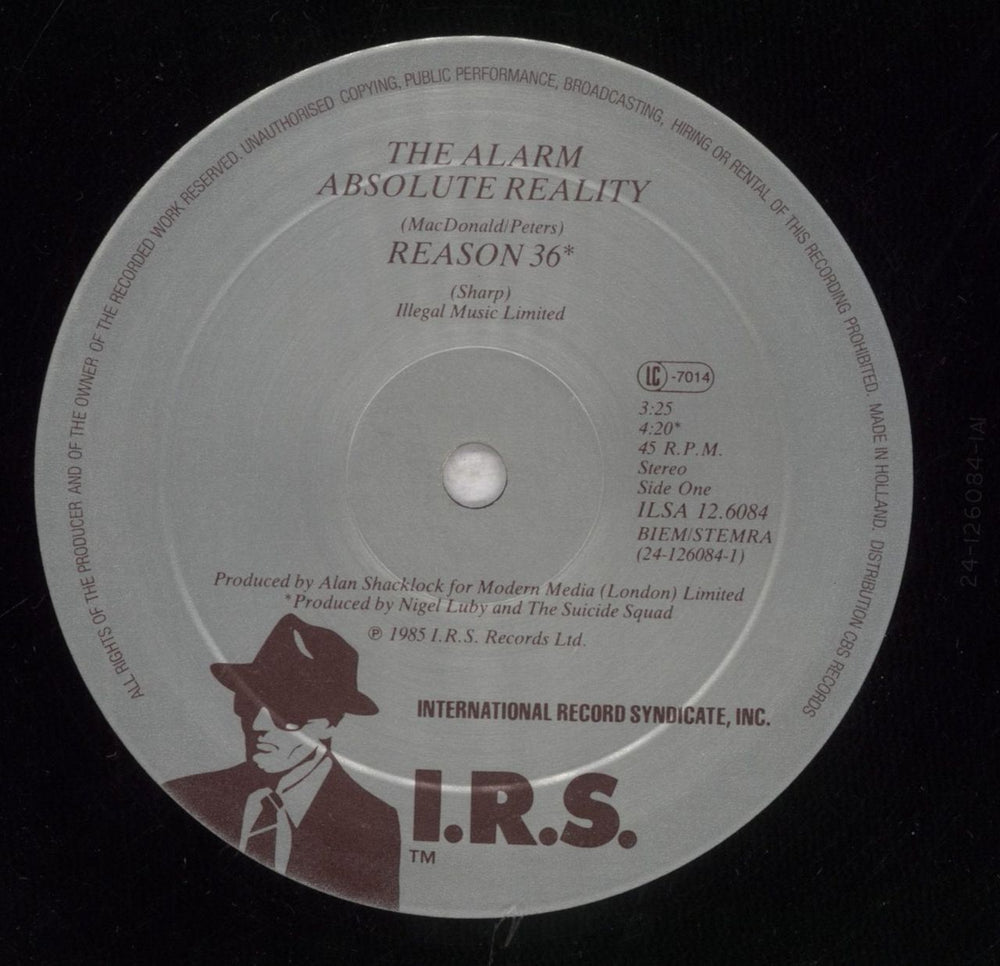 ALL RIGHTS OF THE PRODUCER AND OF THE OWNER OF THE RECORDED WORK RESERVED. UNAUTHORISED COPYING, PUBLIC PERFORMANCE, BROADCASTING, HIRING OR RENTAL OF THIS RECORDING PROHIBITED. MADE IN HOLLAND. DISTRIBUTION CBS RECORDS
THE ALARM
ABSOLUTE REALITY
(MacDonald/Peters)
REASON 36*
(Sharp)
Illegal Music Limited
LC -7014
3:25
4:20*
45 R.P.M.
Stereo
Side One
ILSA 12.6084
BIEM/STEMRA
(24-126084-1)
Produced by Alan Shacklock for Modern Media (London) Limited
*Produced by Nigel Luby and The Suicide Squad
℗ 1985 I.R.S. Records Ltd.
INTERNATIONAL RECORD SYNDICATE, INC.
I.R.S.
TM
24-126084-1A1